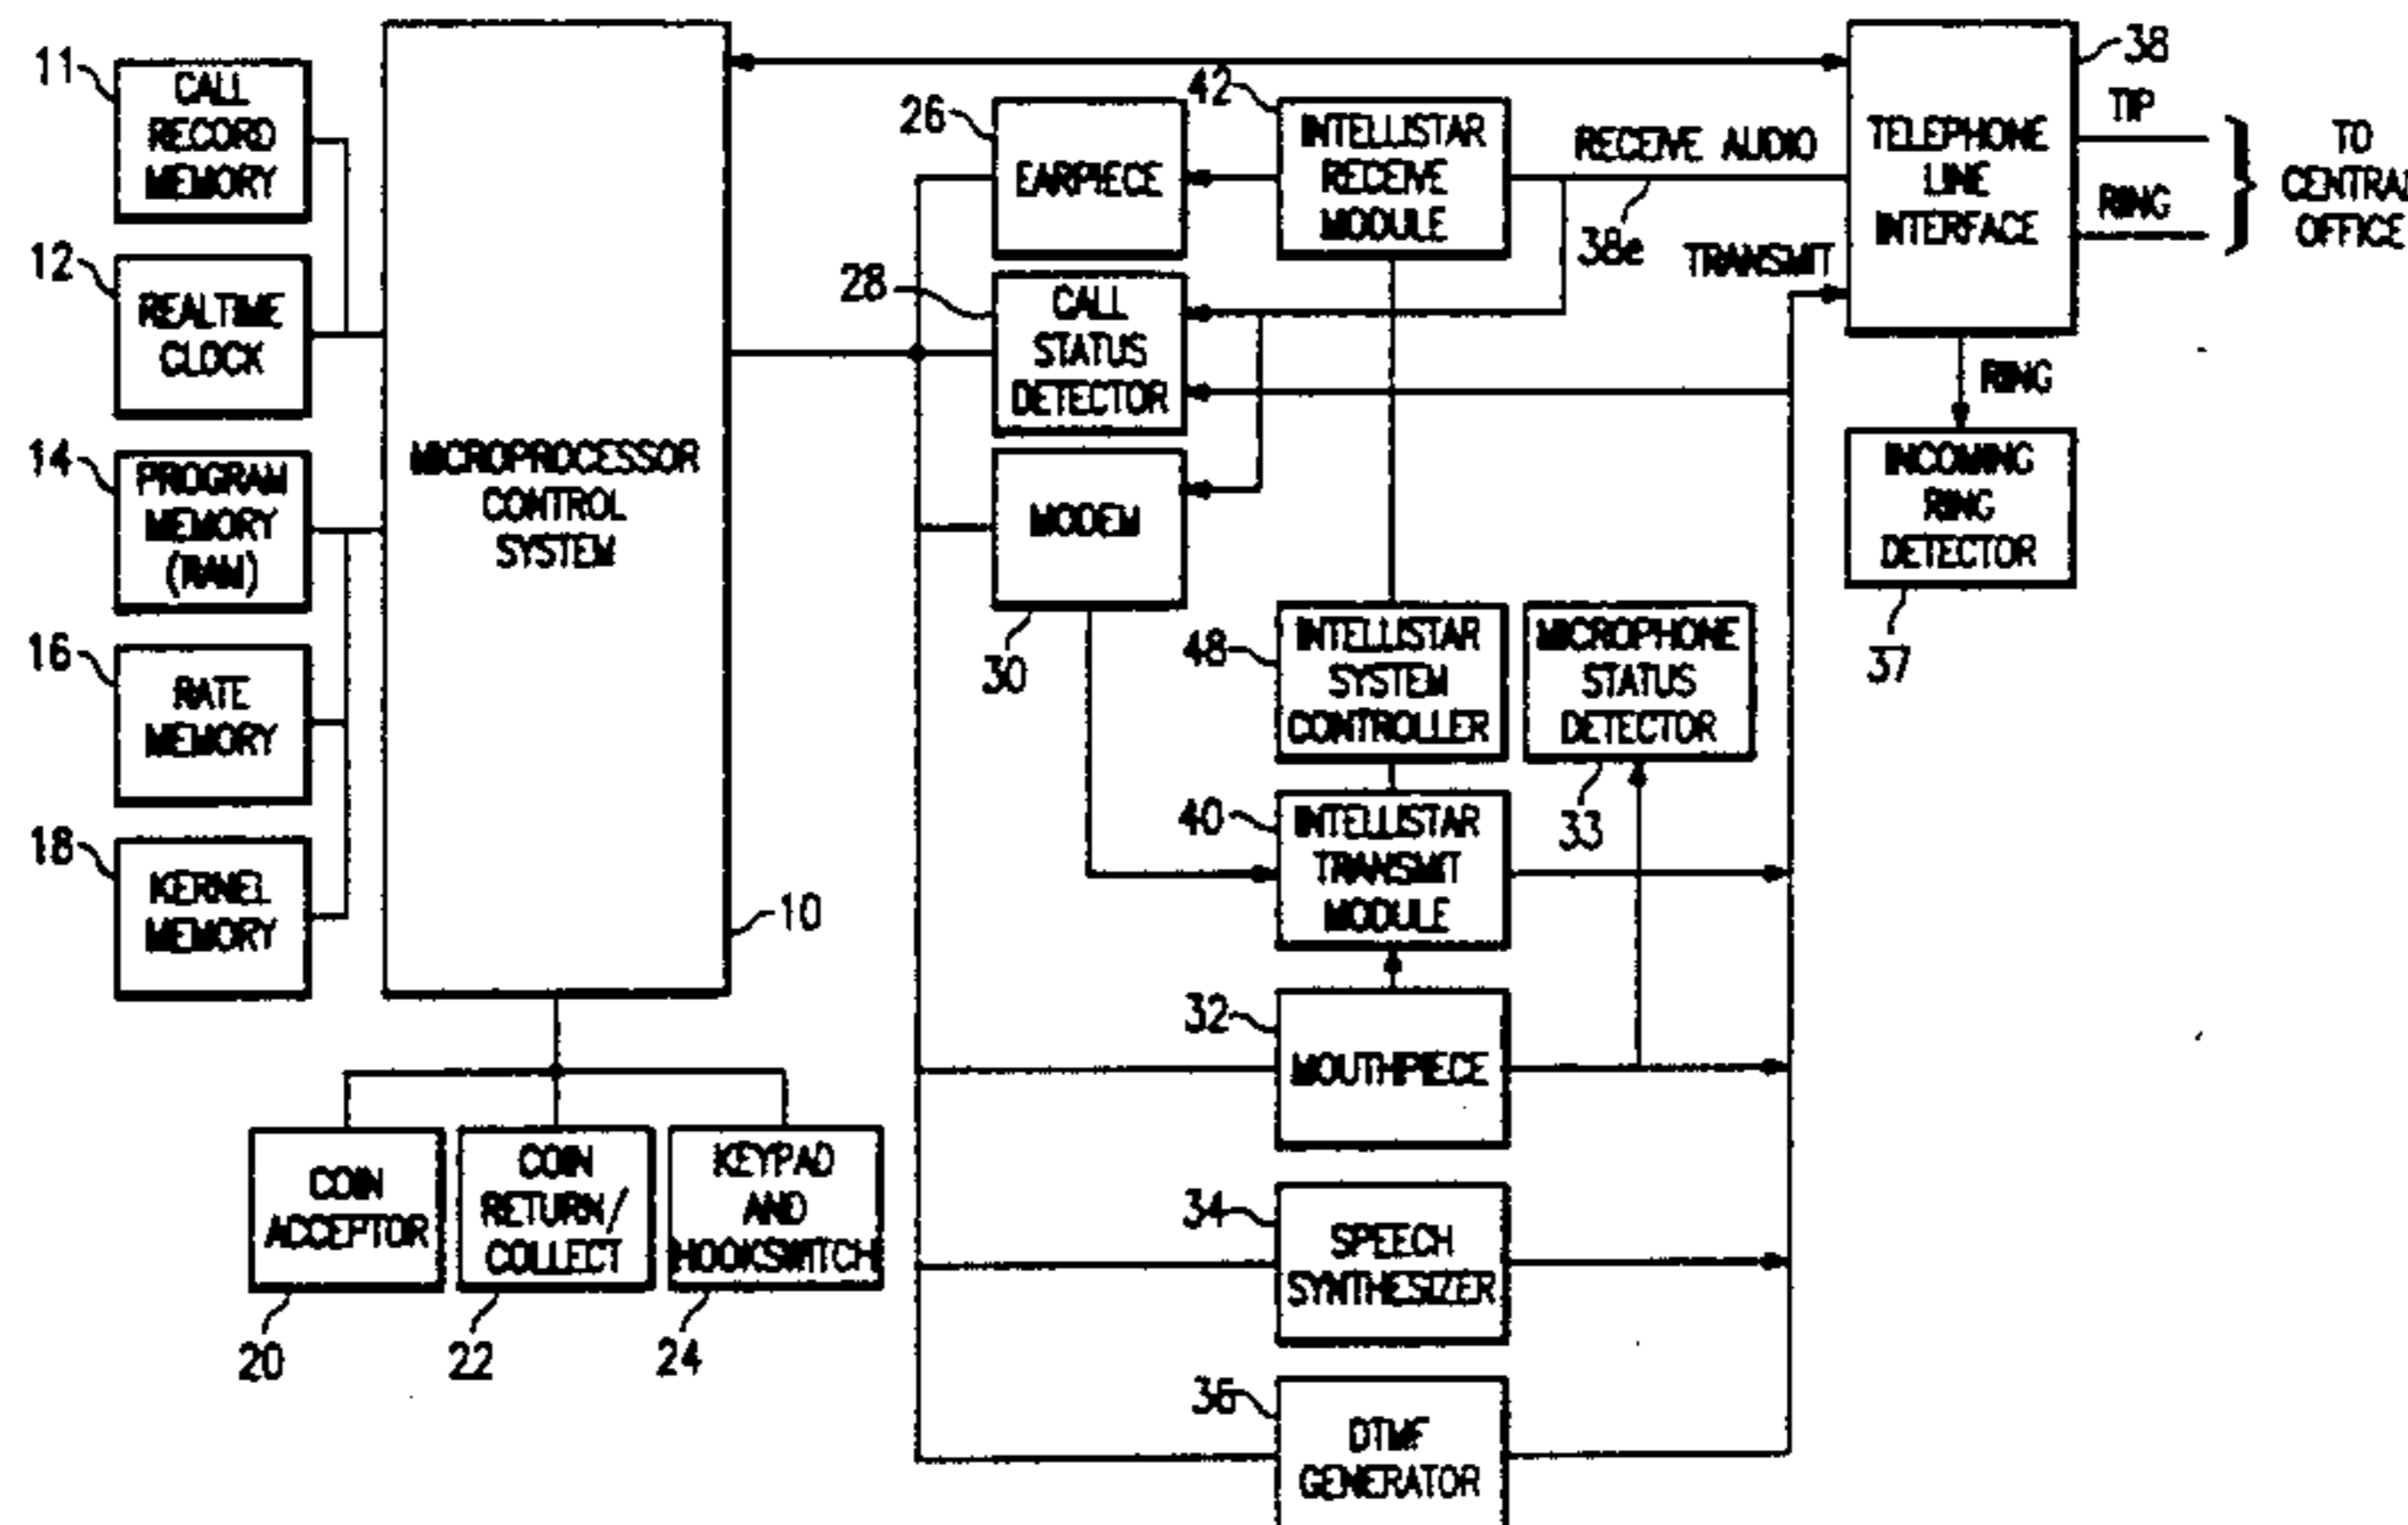 11
CALL
RECORD
MEMORY
12
REALTIME
CLOCK
14
PROGRAM
MEMORY
(RAM)
16
RATE
MEMORY
18
KERNEL
MEMORY
MICROPROCESSOR
CONTROL
SYSTEM
10
COIN
ACCEPTOR
20
COIN
RETURN/
COLLECT
22
KEYPAD
AND
HOOKSWITCH
24
26
EARPIECE
28
CALL
STATUS
DETECTOR
MODEM
30
42
INTELLISTAR
RECEIVE
MODULE
RECEIVE AUDIO
38e
TRANSMIT
48
INTELLISTAR
SYSTEM
CONTROLLER
MICROPHONE
STATUS
DETECTOR
33
40
INTELLISTAR
TRANSMIT
MODULE
32
MOUTHPIECE
34
SPEECH
SYNTHESIZER
36
DTMF
GENERATOR
38
TELEPHONE
LINE
INTERFACE
TIP
RING
TO
CENTRAL
OFFICE
RING
INCOMING
RING
DETECTOR
37